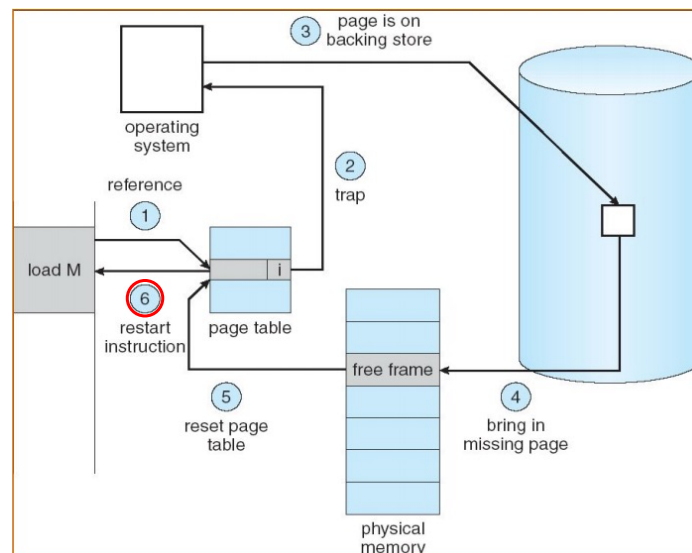 3
page is on
backing store
operating
system
2
trap
reference
1
load M
i
6
restart
instruction
page table
free frame
5
reset page
table
4
bring in
missing page
physical
memory